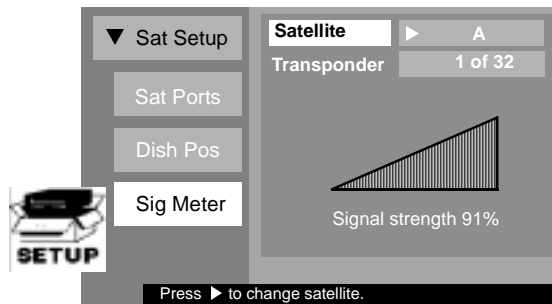 ▼ Sat Setup
Sat Ports
Dish Pos
Sig Meter
SETUP
Satellite ▶ A
Transponder 1 of 32
Signal strength 91%
Press ▶ to change satellite.